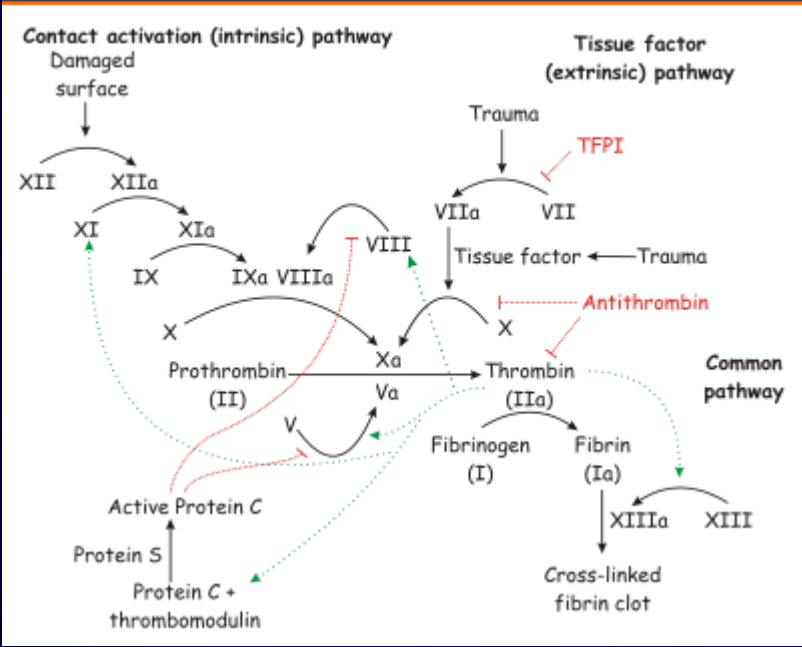 Contact activation (intrinsic) pathway
Damaged
surface
Tissue factor
(extrinsic) pathway
Trauma
TFPI
XII
XIIa
VIIa
VII
XI
XIa
VIII
Tissue factor
Trauma
IX
IXa
VIIIa
Antithrombin
X
X
Xa
Prothrombin
(II)
Va
Thrombin
(IIa)
Common
pathway
V
Fibrinogen
(I)
Fibrin
(Ia)
Active Protein C
XIIIa
XIII
Protein S
Protein C +
thrombomodulin
Cross-linked
fibrin clot